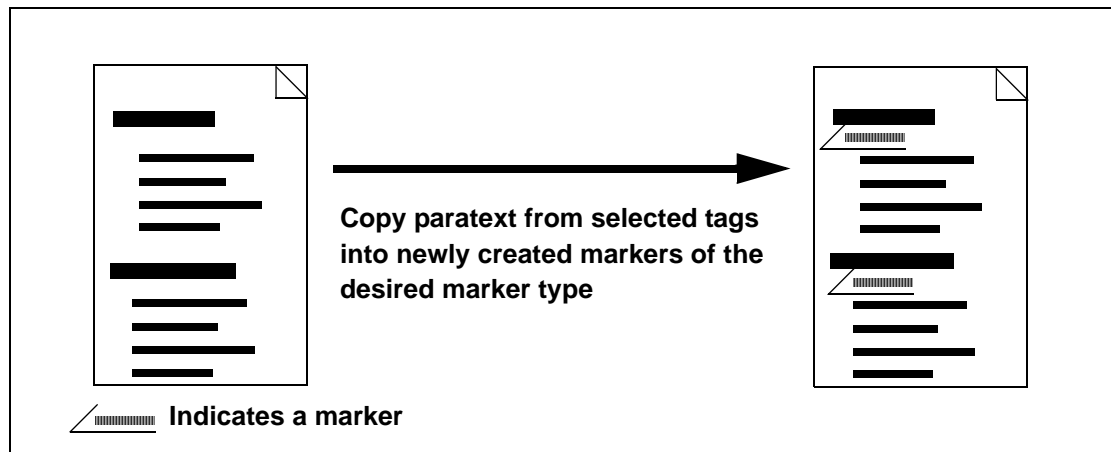 Copy paratext from selected tags
into newly created markers of the
desired marker type
Indicates a marker